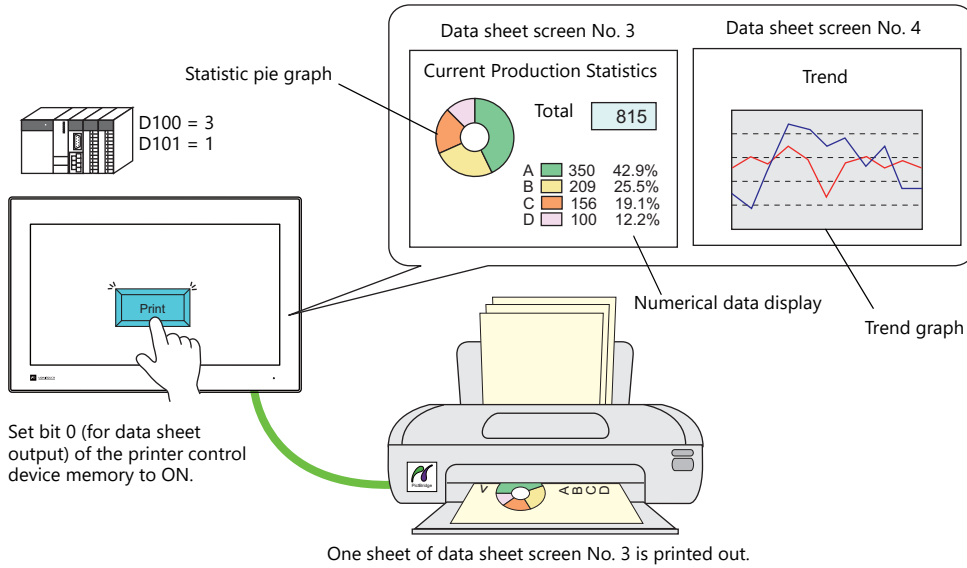 Data sheet screen No. 3
Data sheet screen No. 4
Statistic pie graph
Current Production Statistics
Total
815
Trend
D100 = 3
D101 = 1
A 350 42.9%
B 209 25.5%
C 156 19.1%
D 100 12.2%
Print
Numerical data display
Trend graph
Set bit 0 (for data sheet
output) of the printer control
device memory to ON.
PictBridge
A B C D
One sheet of data sheet screen No. 3 is printed out.